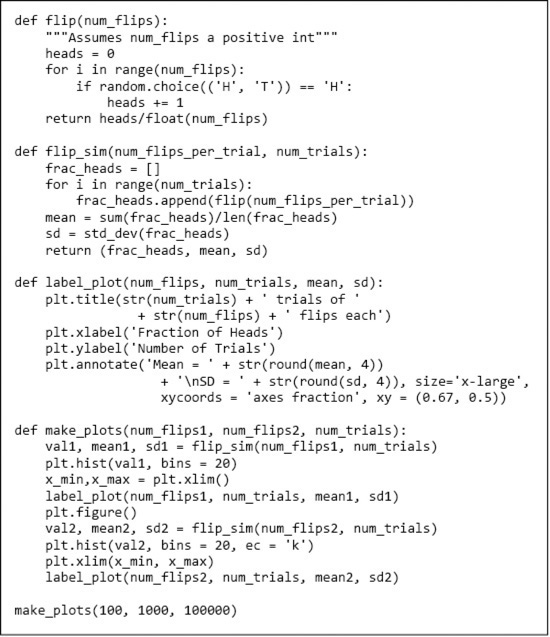 def flip(num_flips):
    """Assumes num_flips a positive int"""
    heads = 0
    for i in range(num_flips):
        if random.choice(('H', 'T')) == 'H':
            heads += 1
    return heads/float(num_flips)

def flip_sim(num_flips_per_trial, num_trials):
    frac_heads = []
    for i in range(num_trials):
        frac_heads.append(flip(num_flips_per_trial))
    mean = sum(frac_heads)/len(frac_heads)
    sd = std_dev(frac_heads)
    return (frac_heads, mean, sd)

def label_plot(num_flips, num_trials, mean, sd):
    plt.title(str(num_trials) + ' trials of '
              + str(num_flips) + ' flips each')
    plt.xlabel('Fraction of Heads')
    plt.ylabel('Number of Trials')
    plt.annotate('Mean = ' + str(round(mean, 4))
                 + '\nSD = ' + str(round(sd, 4)), size='x-large',
                 xycoords = 'axes fraction', xy = (0.67, 0.5))

def make_plots(num_flips1, num_flips2, num_trials):
    val1, mean1, sd1 = flip_sim(num_flips1, num_trials)
    plt.hist(val1, bins = 20)
    x_min,x_max = plt.xlim()
    label_plot(num_flips1, num_trials, mean1, sd1)
    plt.figure()
    val2, mean2, sd2 = flip_sim(num_flips2, num_trials)
    plt.hist(val2, bins = 20, ec = 'k')
    plt.xlim(x_min, x_max)
    label_plot(num_flips2, num_trials, mean2, sd2)

make_plots(100, 1000, 100000)